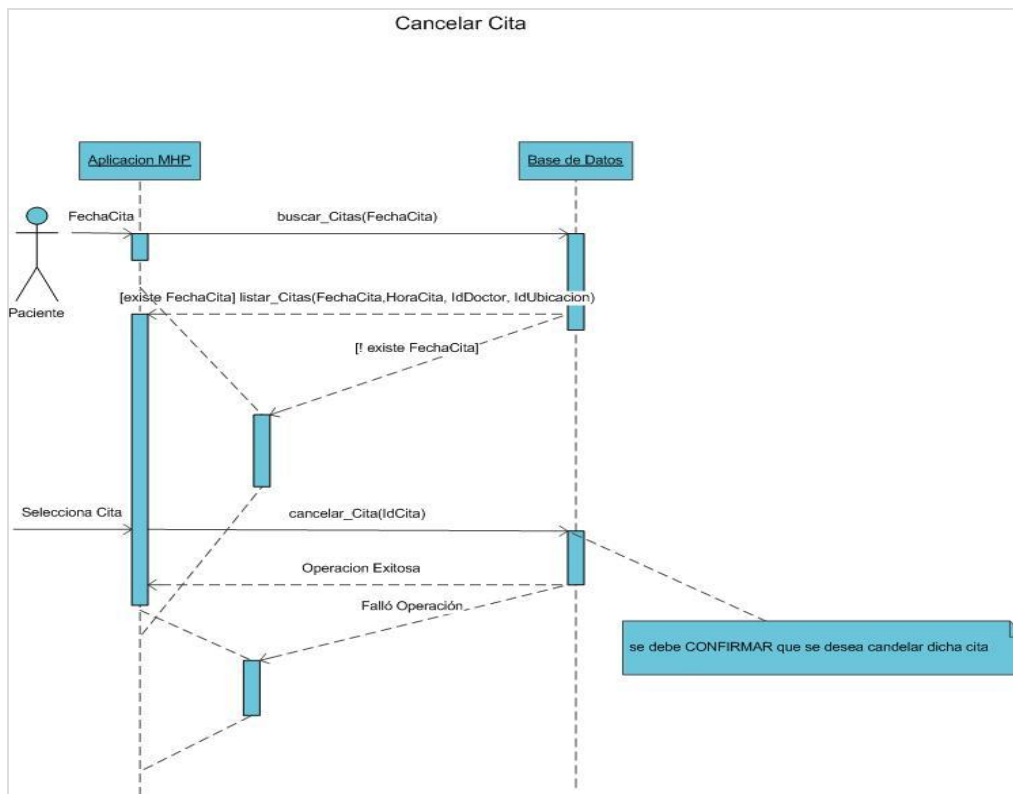 Cancelar Cita
Aplicacion MHP
Base de Datos
FechaCita
buscar_Citas(FechaCita)
Paciente
[existe FechaCita] listar_Citas(FechaCita,HoraCita, IdDoctor, IdUbicacion)
[! existe FechaCita]
Selecciona Cita
cancelar_Cita(IdCita)
Operacion Exitosa
Falló Operación
se debe CONFIRMAR que se desea candelar dicha cita